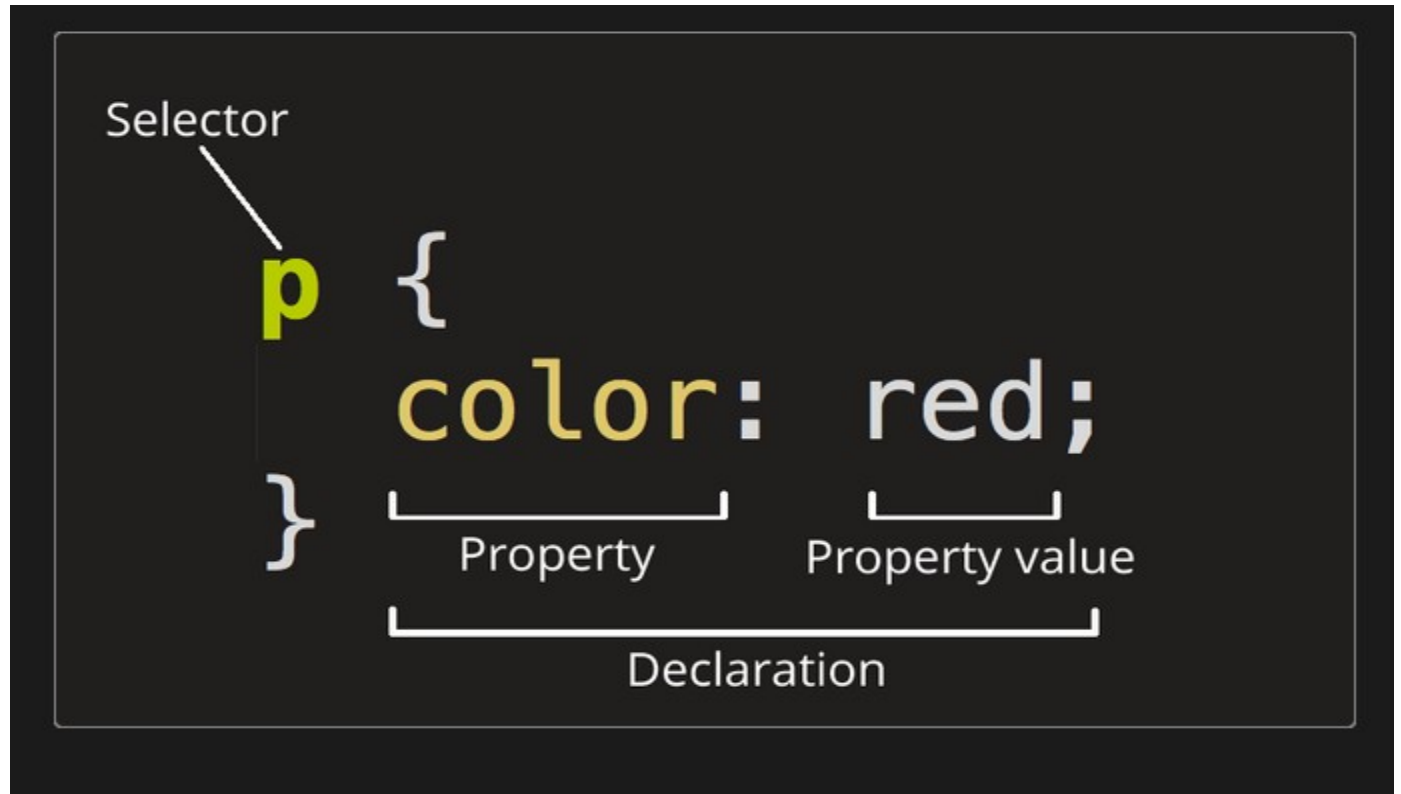 Selector
p {
color: red;
}
Property Property value
Declaration